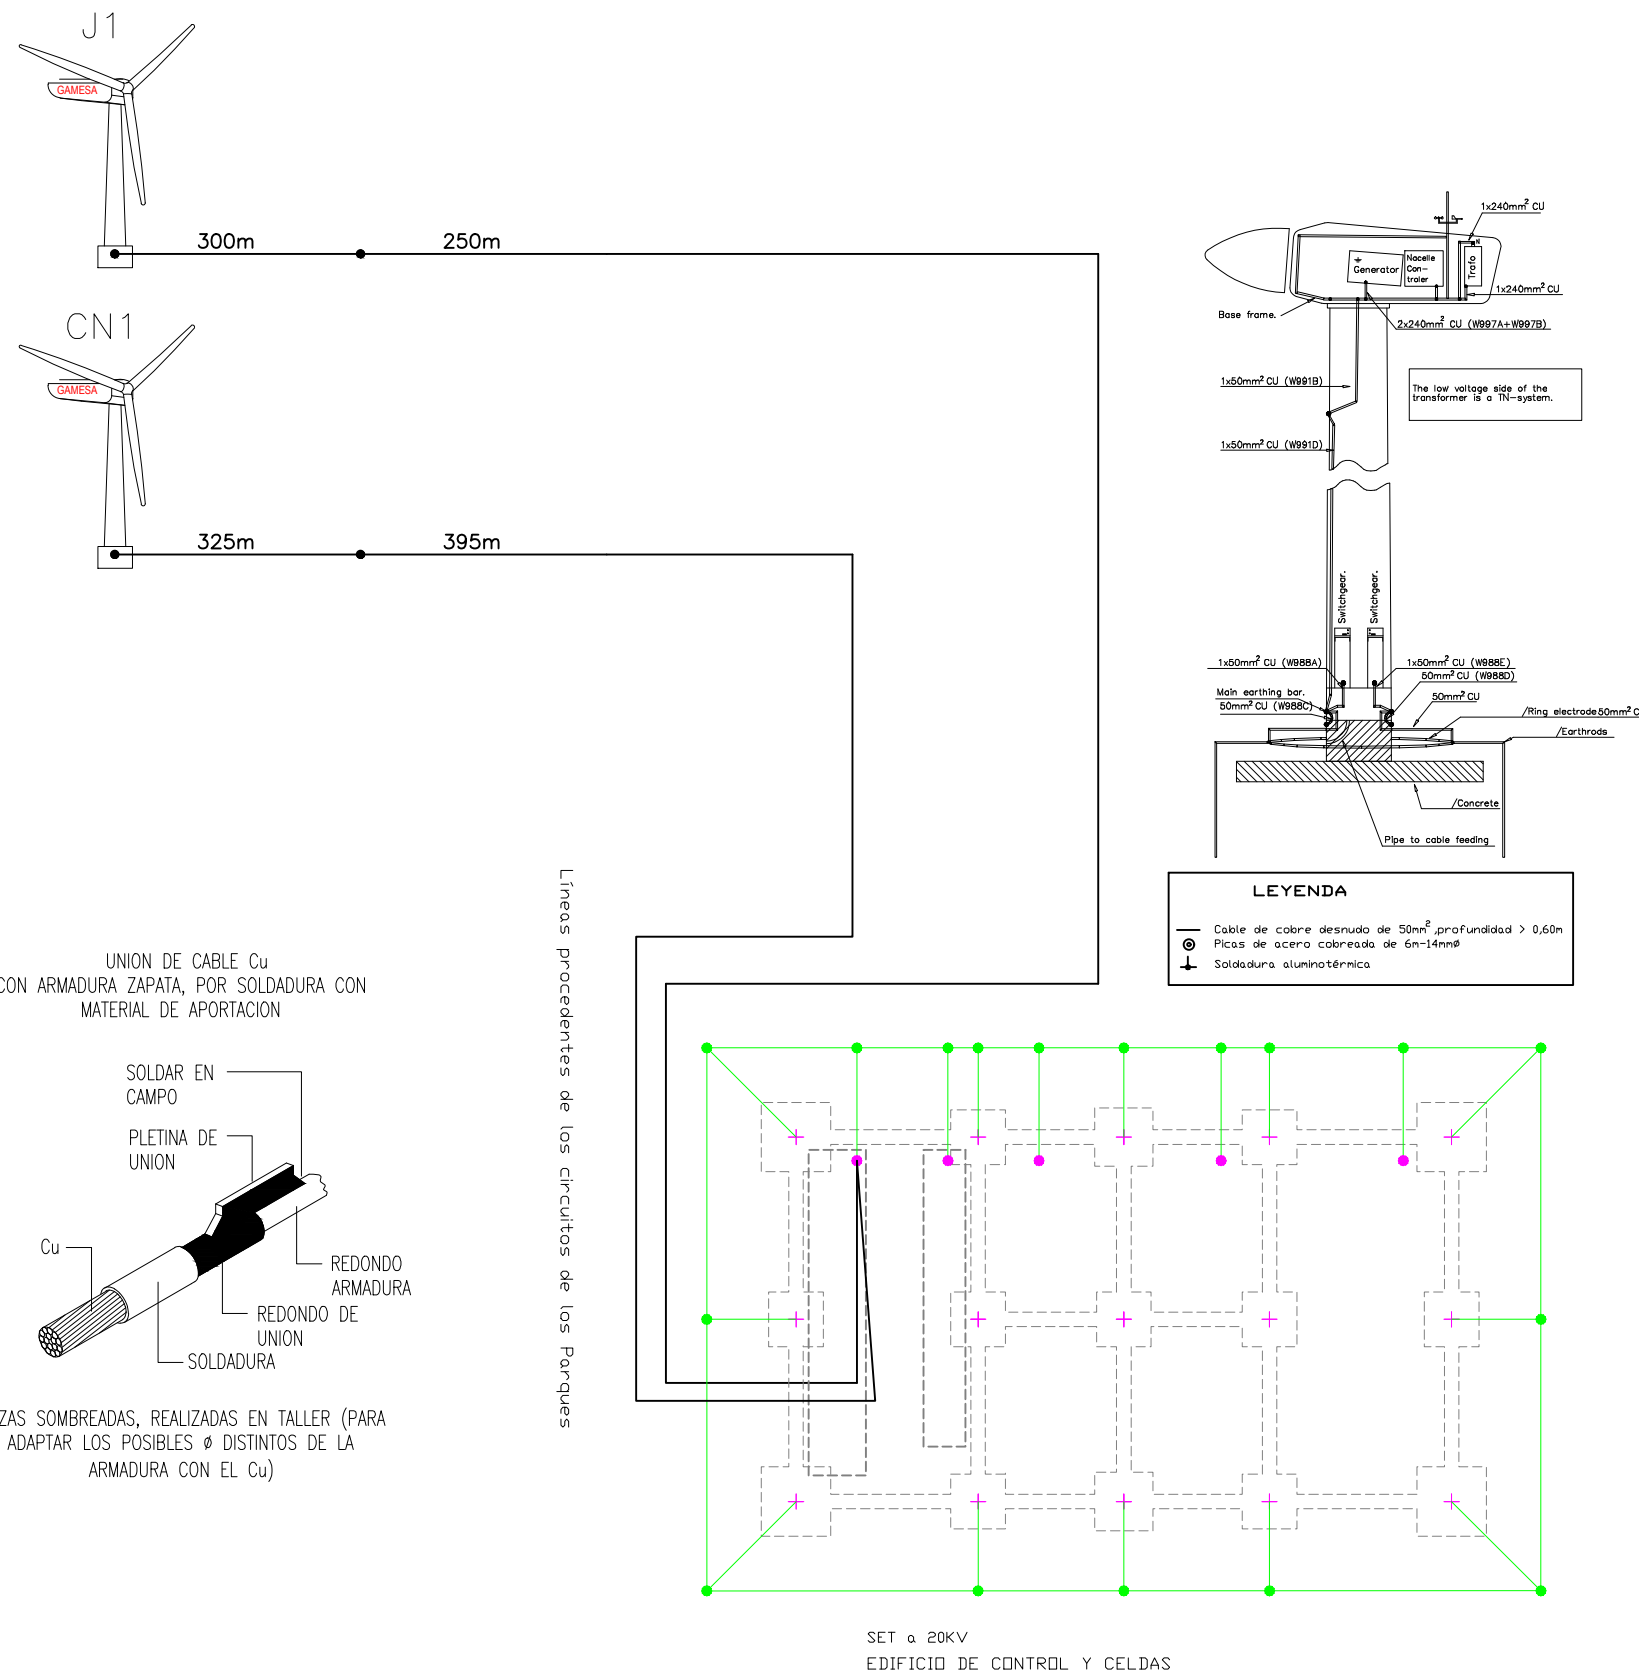 J1
GAMESA
300m
250m
CN1
GAMESA
325m
395m
1x240mm² CU
N
Generator
Nacelle
Con-
troler
Trafo
1x240mm² CU
Base frame.
2x240mm² CU (W997A+W997B)
1x50mm² CU (W991B)
The low voltage side of the
transformer is a TN-system.
1x50mm² CU (W991D)
Switchgear.
Switchgear.
1x50mm² CU (W988A)
1x50mm² CU (W988E)
50mm² CU (W988D)
Main earthing bar.
50mm² CU (W988C)
50mm² CU
/Ring electrode 50mm² C
/Earthrods
/Concrete
Pipe to cable feeding
LEYENDA
Cable de cobre desnudo de 50mm², profundidad > 0,60m
Picas de acero cobreada de 6m-14mmø
Soldadura aluminotérmica
Líneas procedentes de los circuitos de los Parques
UNION DE CABLE Cu
CON ARMADURA ZAPATA, POR SOLDADURA CON
MATERIAL DE APORTACION
SOLDAR EN
CAMPO
PLETINA DE
UNION
Cu
REDONDO
ARMADURA
REDONDO DE
UNION
SOLDADURA
ZAS SOMBREADAS, REALIZADAS EN TALLER (PARA
ADAPTAR LOS POSIBLES ø DISTINTOS DE LA
ARMADURA CON EL Cu)
SET a 20KV
EDIFICIO DE CONTROL Y CELDAS